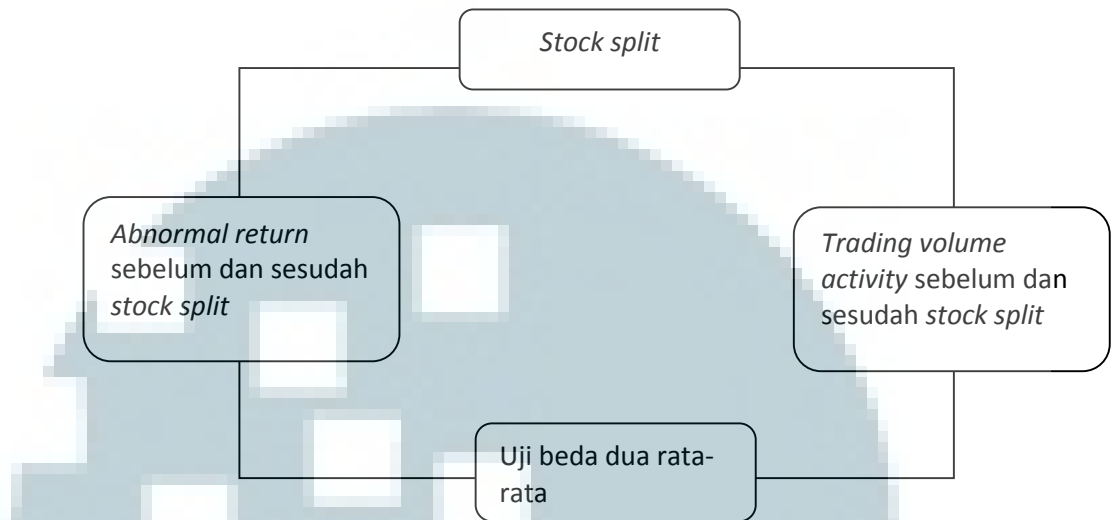 Stock split
Abnormal return
sebelum dan sesudah
stock split
Trading volume
activity sebelum dan
sesudah stock split
Uji beda dua rata-
rata